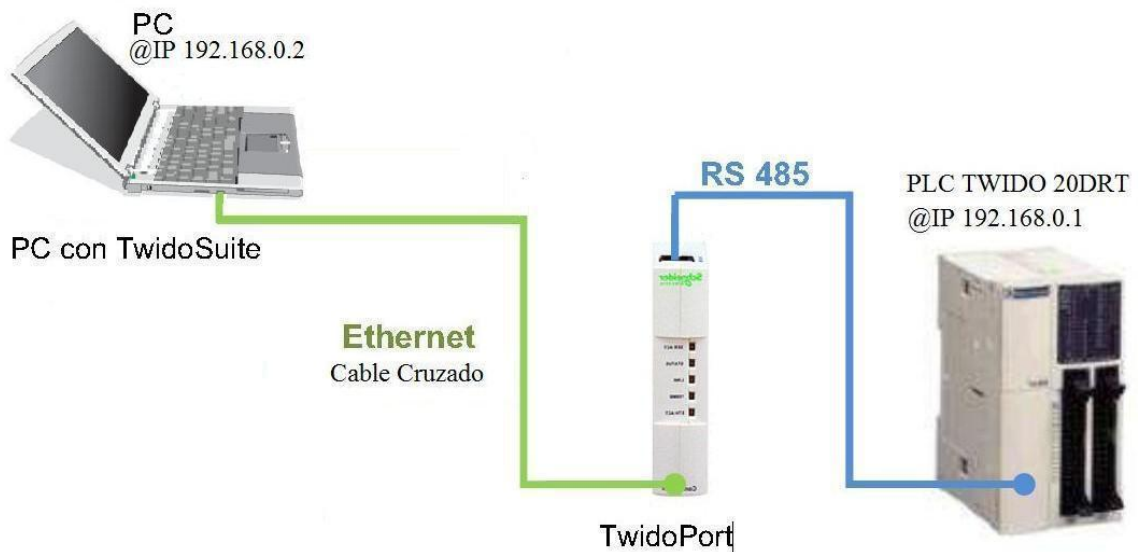 PC
@IP 192.168.0.2
PC con TwidoSuite
Ethernet
Cable Cruzado
RS 485
Schneider
TwidoPort
PLC TWIDO 20DRT
@IP 192.168.0.1